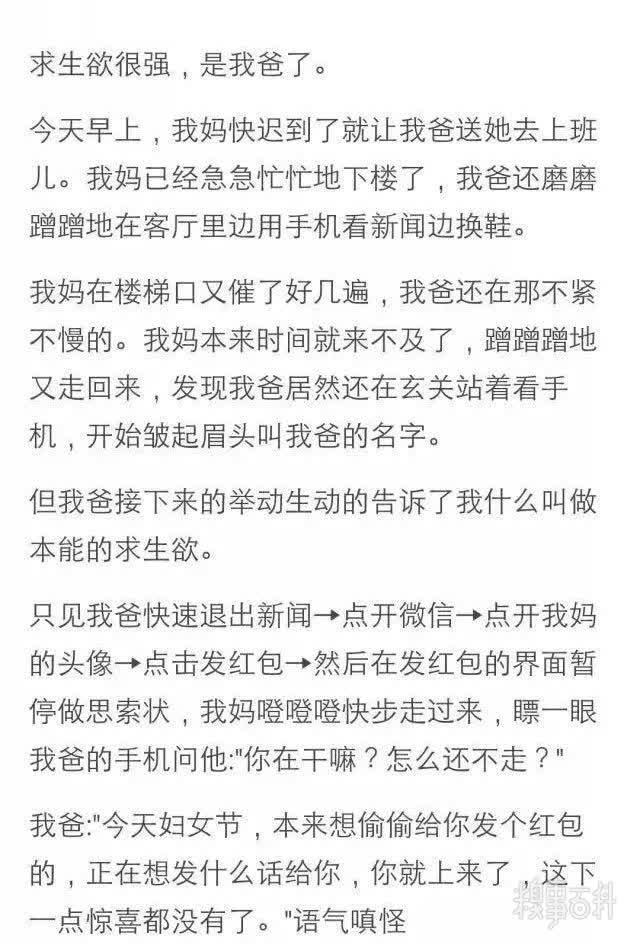 求生欲很强，是我爸了。
今天早上，我妈快迟到了就让我爸送她去上班
儿。我妈已经急急忙忙地下楼了，我爸还磨磨
蹭蹭地在客厅里边用手机看新闻边换鞋。
我妈在楼梯口又催了好几遍，我爸还在那不紧
不慢的。我妈本来时间就来不及了，蹭蹭蹭地
又走回来，发现我爸居然还在玄关站着看手
机，开始皱起眉头叫我爸的名字。
但我爸接下来的举动生动的告诉了我什么叫做
本能的求生欲。
只见我爸快速退出新闻→点开微信→点开我妈
的头像→点击发红包→然后在发红包的界面暂
停做思索状，我妈噔噔噔快步走过来，瞟一眼
我爸的手机问他:"你在干嘛？怎么还不走？"
我爸:"今天妇女节，本来想偷偷给你发个红包
的，正在想发什么话给你，你就上来了，这下
一点惊喜都没有了。"语气嗔怪
糗事百科